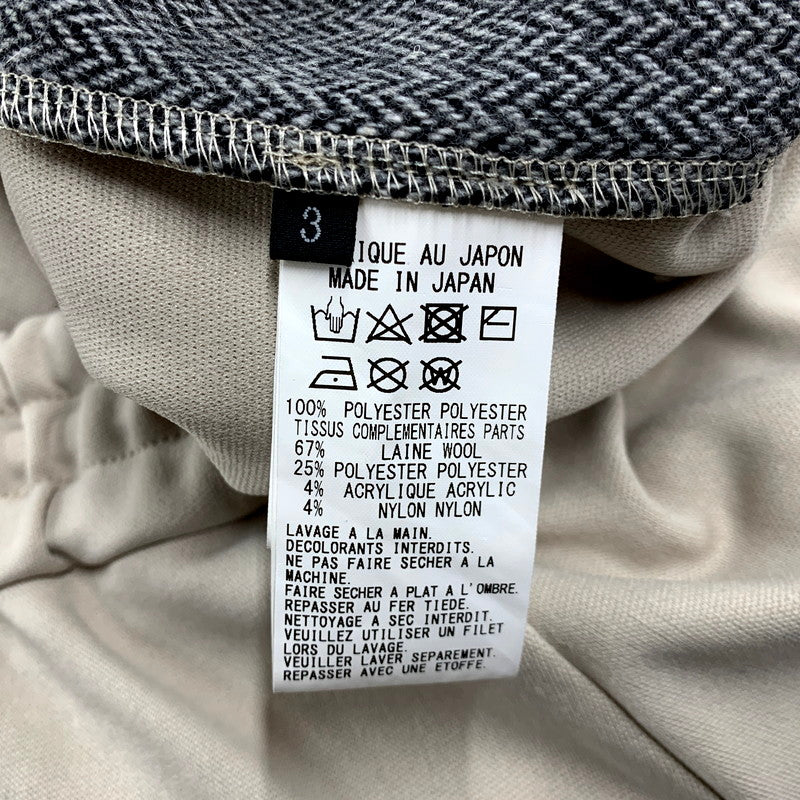 3
IQUE AU JAPON
MADE IN JAPAN
W
100% POLYESTER POLYESTER
TISSUS COMPLEMENTAIRES PARTS
67% LAINE WOOL
25% POLYESTER POLYESTER
4% ACRYLIQUE ACRYLIC
4% NYLON NYLON
LAVAGE A LA MAIN.
DECOLORANTS INTERDITS.
NE PAS FAIRE SECHER A LA
MACHINE.
FAIRE SECHER A PLAT A L'OMBRE.
REPASSER AU FER TIEDE.
NETTOYAGE A SEC INTERDIT.
VEUILLEZ UTILISER UN FILET
LORS DU LAVAGE.
VEUILLER LAVER SEPAREMENT.
REPASSER AVEC UNE ETOFFE.